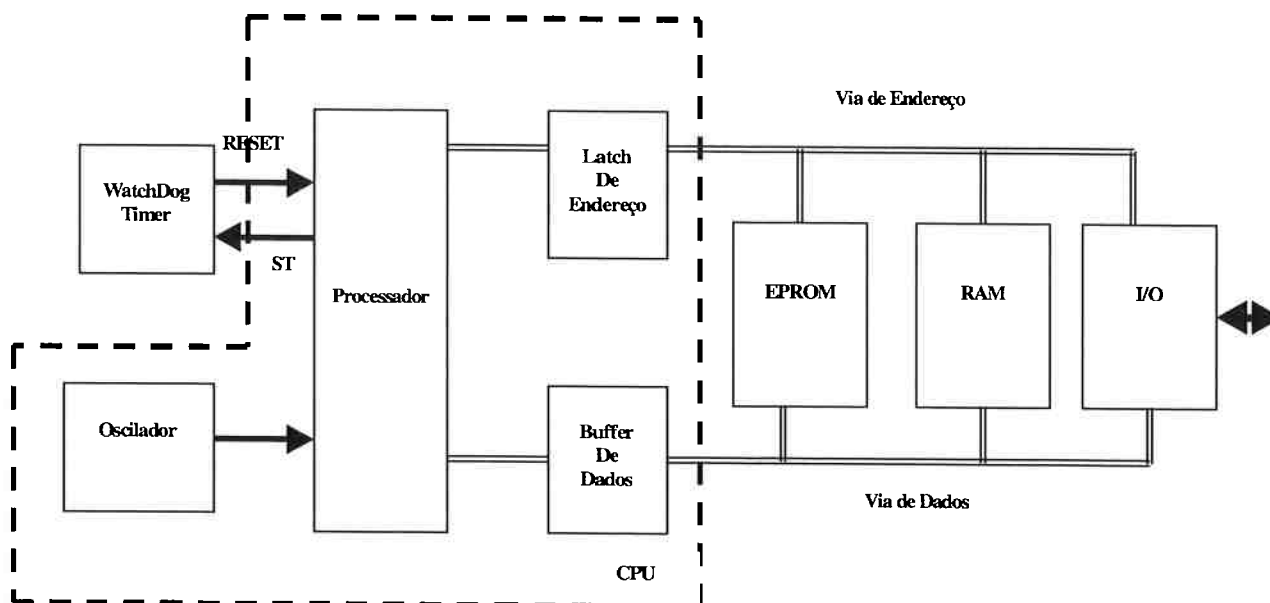 Via de Endereço
RESET
WatchDog
Timer
ST
Processador
Latch
De
Endereço
EPROM
RAM
I/O
Oscilador
Buffer
De
Dados
Via de Dados
CPU